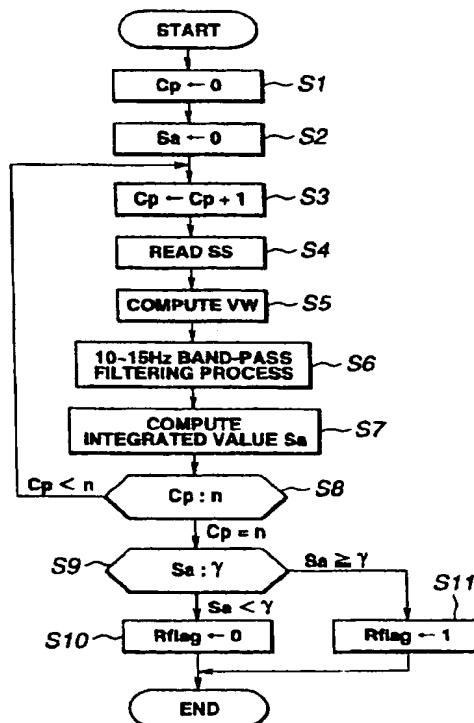 START
Cp ← 0
S1
Sa ← 0
S2
Cp ← Cp + 1
S3
READ SS
S4
COMPUTE VW
S5
10~15Hz BAND-PASS
FILTERING PROCESS
S6
COMPUTE
INTEGRATED VALUE Sa
S7
Cp < n
Cp : n
S8
Cp = n
S9
Sa : γ
Sa ≥ γ
S11
Sa < γ
S10
Rflag ← 0
Rflag ← 1
END